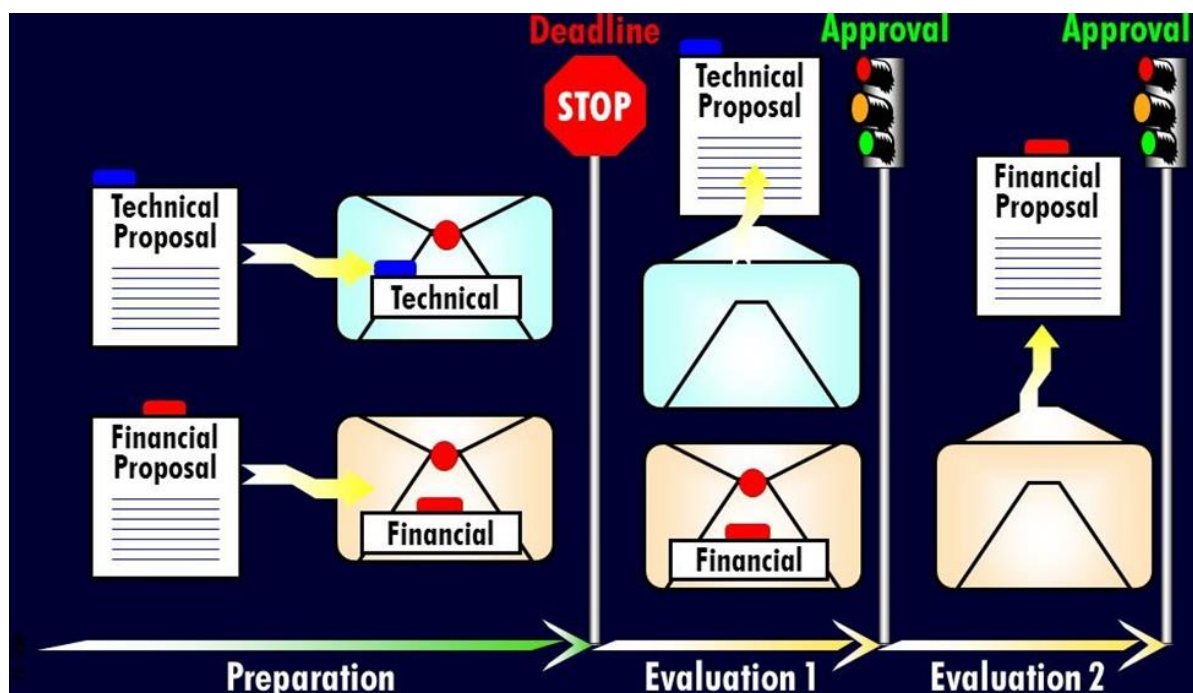 Deadline
Approval
Approval
STOP
Technical
Proposal
Technical
Proposal
Financial
Proposal
Technical
Financial
Proposal
Financial
Financial
Preparation
Evaluation 1
Evaluation 2